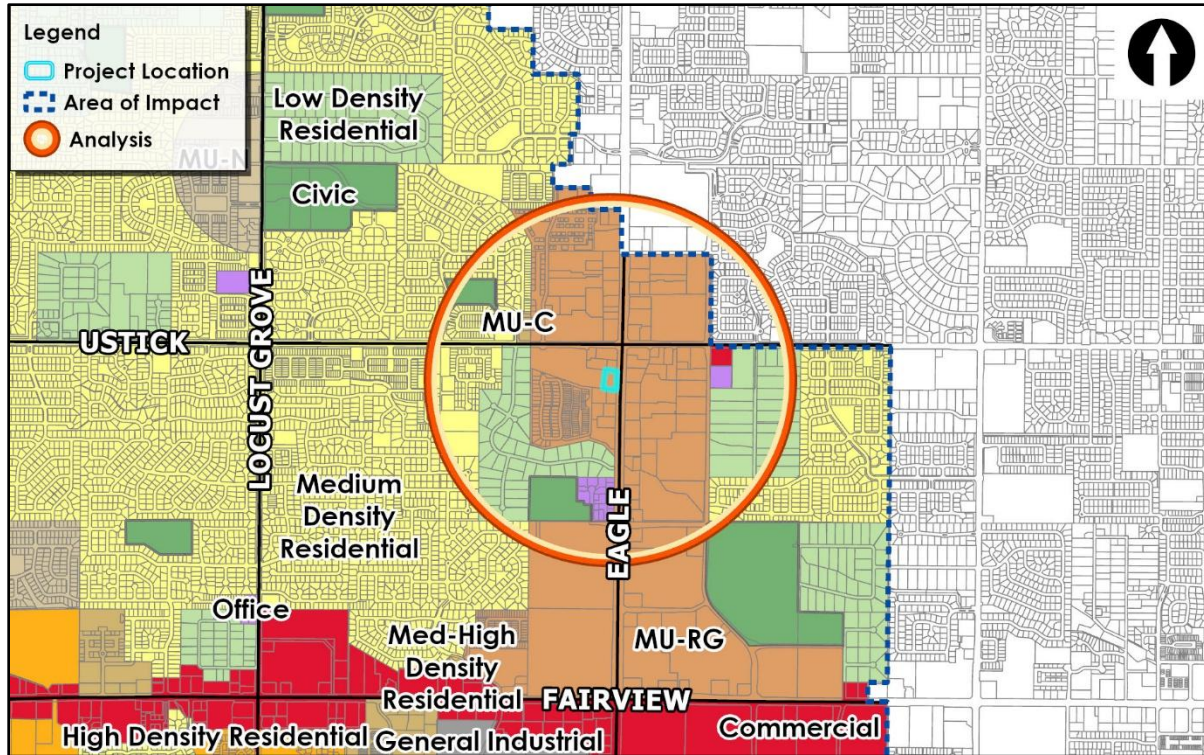 Legend
Project Location
Area of Impact
Analysis
MU-N
Low Density
Residential
Civic
MU-C
USTICK
LOCUST GROVE
Medium
Density
Residential
EAGLE
Office
Med-High
Density
Residential
MU-RG
FAIRVIEW
High Density Residential
General Industrial
Commercial